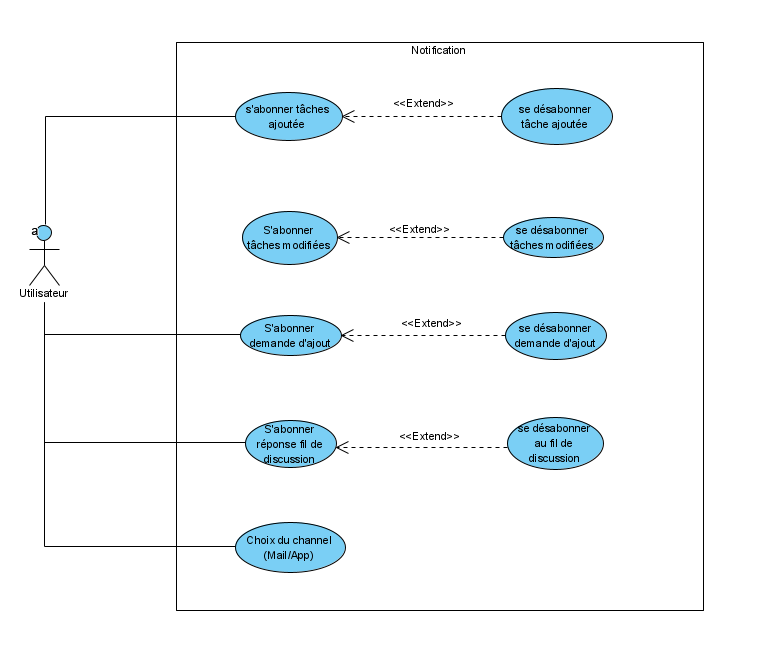 Notification
s'abonner tâches
ajoutée
<<Extend>>
se désabonner
tâche ajoutée
a
Utilisateur
S'abonner
tâches modifiées
<<Extend>>
se désabonner
tâches modifiées
S'abonner
demande d'ajout
<<Extend>>
se désabonner
demande d'ajout
S'abonner
réponse fil de
discussion
<<Extend>>
se désabonner
au fil de
discussion
Choix du channel
(Mail/App)